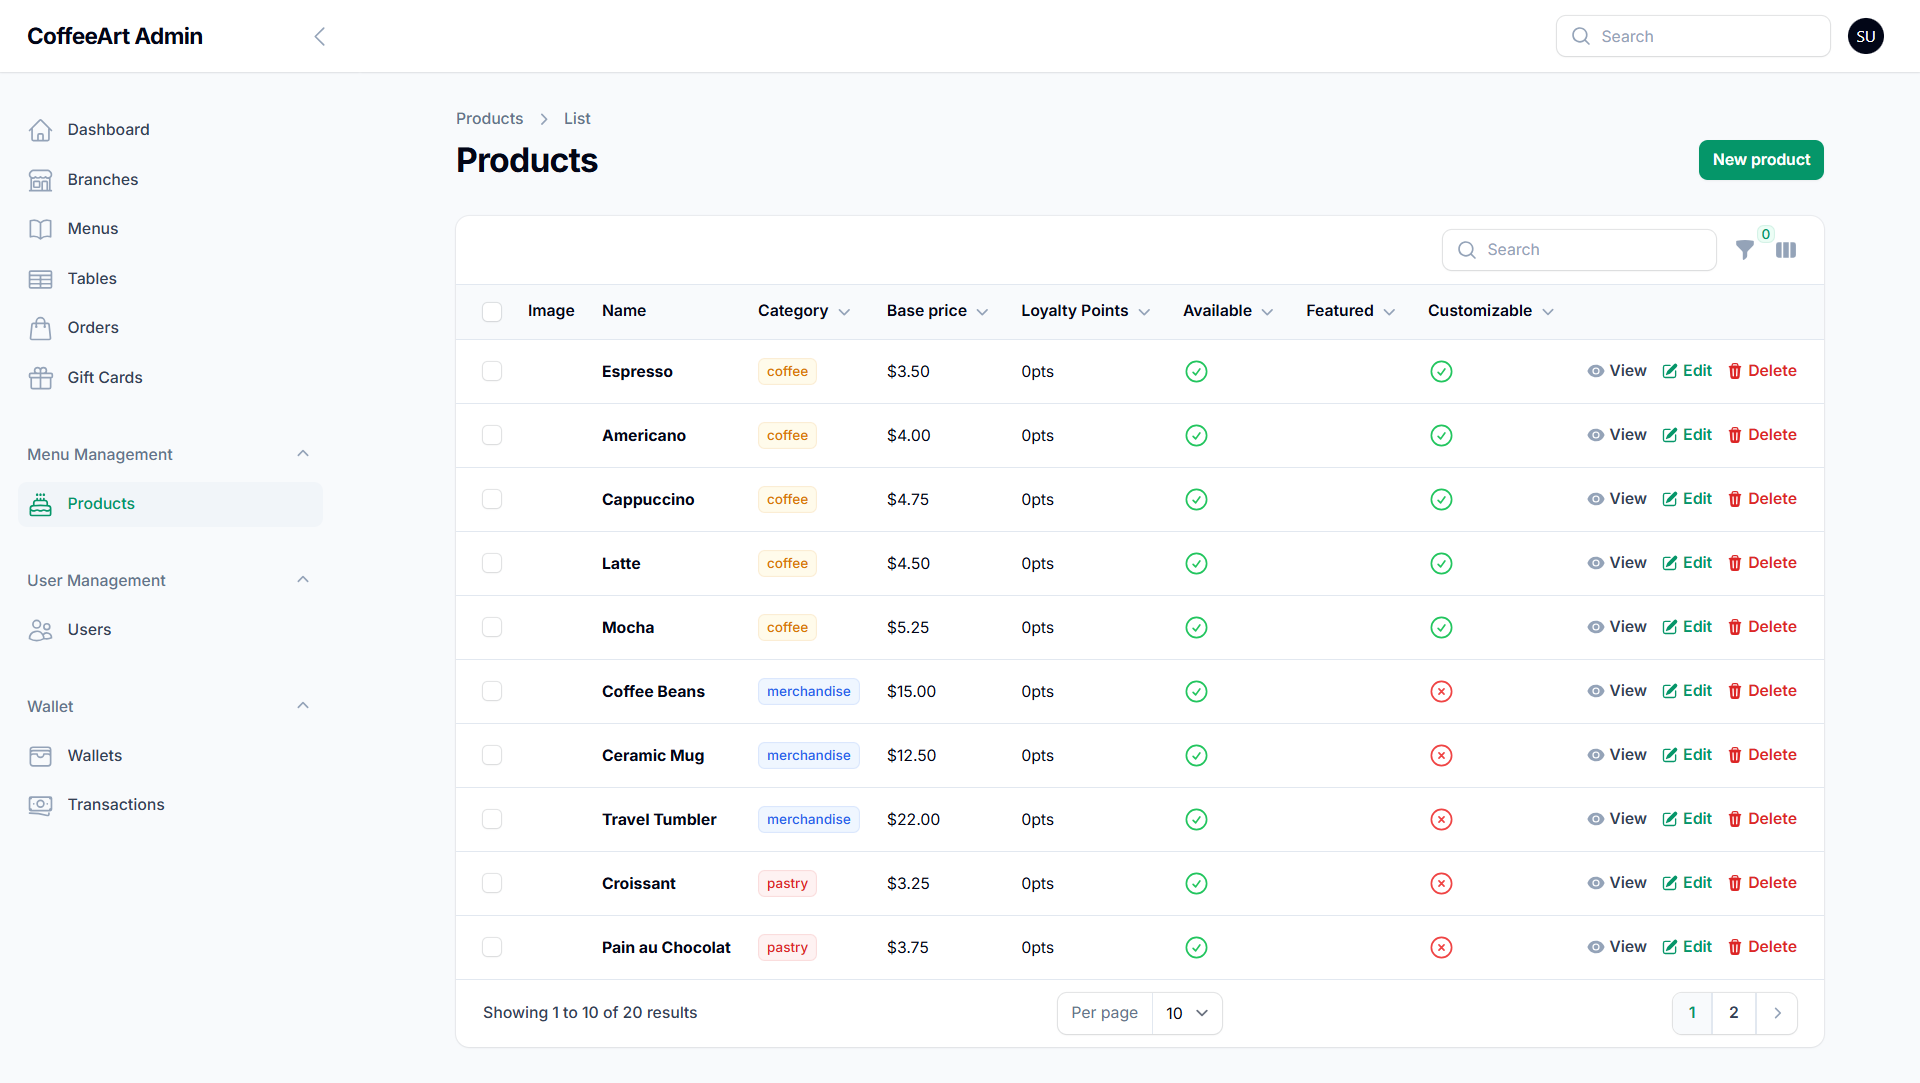 CoffeeArt Admin
Search
SU
Dashboard
Branches
Menus
Tables
Orders
Gift Cards
Menu Management
Products
User Management
Users
Wallet
Wallets
Transactions
Products > List
Products
New product
Search
0
Image Name Category Base price Loyalty Points Available Featured Customizable
Espresso coffee $3.50 0pts View Edit Delete
Americano coffee $4.00 0pts View Edit Delete
Cappuccino coffee $4.75 0pts View Edit Delete
Latte coffee $4.50 0pts View Edit Delete
Mocha coffee $5.25 0pts View Edit Delete
Coffee Beans merchandise $15.00 0pts View Edit Delete
Ceramic Mug merchandise $12.50 0pts View Edit Delete
Travel Tumbler merchandise $22.00 0pts View Edit Delete
Croissant pastry $3.25 0pts View Edit Delete
Pain au Chocolat pastry $3.75 0pts View Edit Delete
Showing 1 to 10 of 20 results
Per page 10
1 2